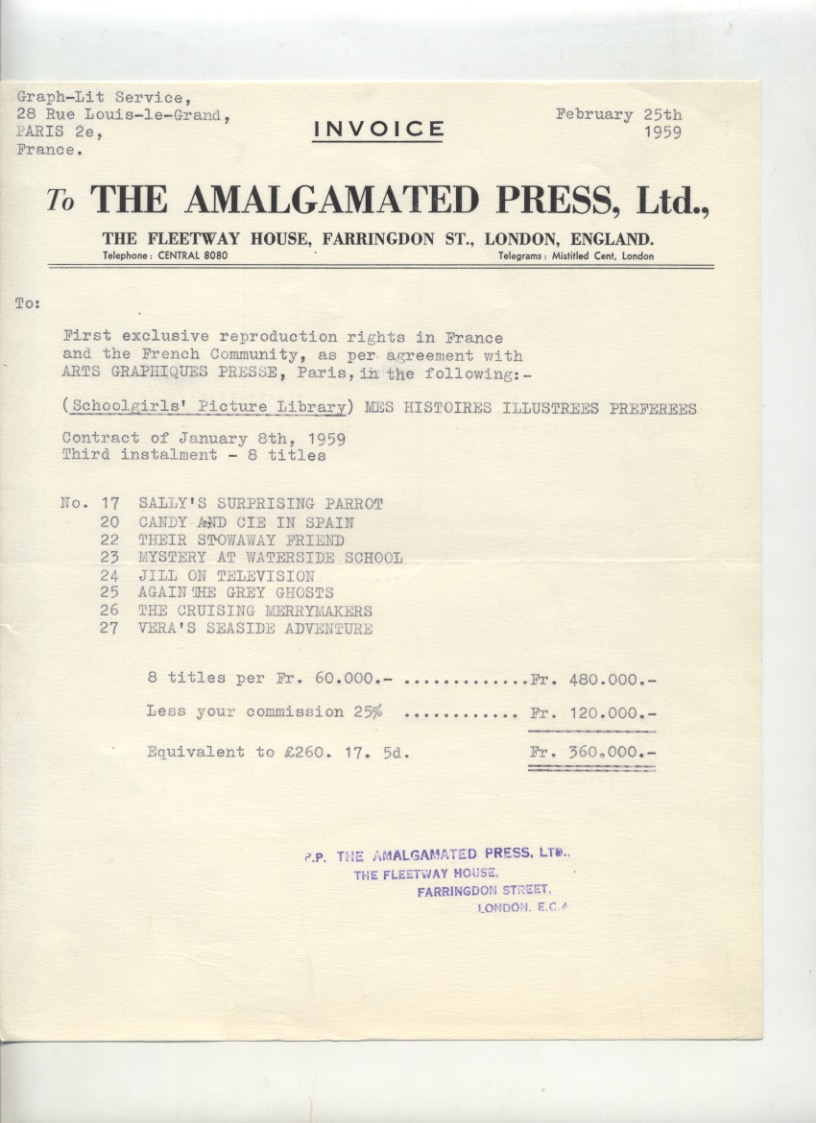 Graph-Lit Service,
28 Rue Louis-le-Grand,
PARIS 2e,
France.
INVOICE
February 25th
1959
To THE AMALGAMATED PRESS, Ltd.,
THE FLEETWAY HOUSE, FARRINGDON ST., LONDON, ENGLAND.
Telephone: CENTRAL 8080
Telegrams: Mistitled Cent, London
To:
First exclusive reproduction rights in France
and the French Community, as per agreement with
ARTS GRAPHIQUES PRESSE, Paris, in the following:-
(Schoolgirls' Picture Library) MES HISTOIRES ILLUSTREES PREFEREES
Contract of January 8th, 1959
Third instalment - 8 titles
No. 17 SALLY'S SURPRISING PARROT
20 CANDY AND CIE IN SPAIN
22 THEIR STOWAWAY FRIEND
23 MYSTERY AT WATERSIDE SCHOOL
24 JILL ON TELEVISION
25 AGAIN THE GREY GHOSTS
26 THE CRUISING MERRYMAKERS
27 VERA'S SEASIDE ADVENTURE
8 titles per Fr. 60.000.- .............Fr. 480.000.-
Less your commission 25% ............ Fr. 120.000.-
Equivalent to £260. 17. 5d. Fr. 360.000.-
P.P. THE AMALGAMATED PRESS, LTD.,
THE FLEETWAY HOUSE,
FARRINGDON STREET,
LONDON. E.C.4